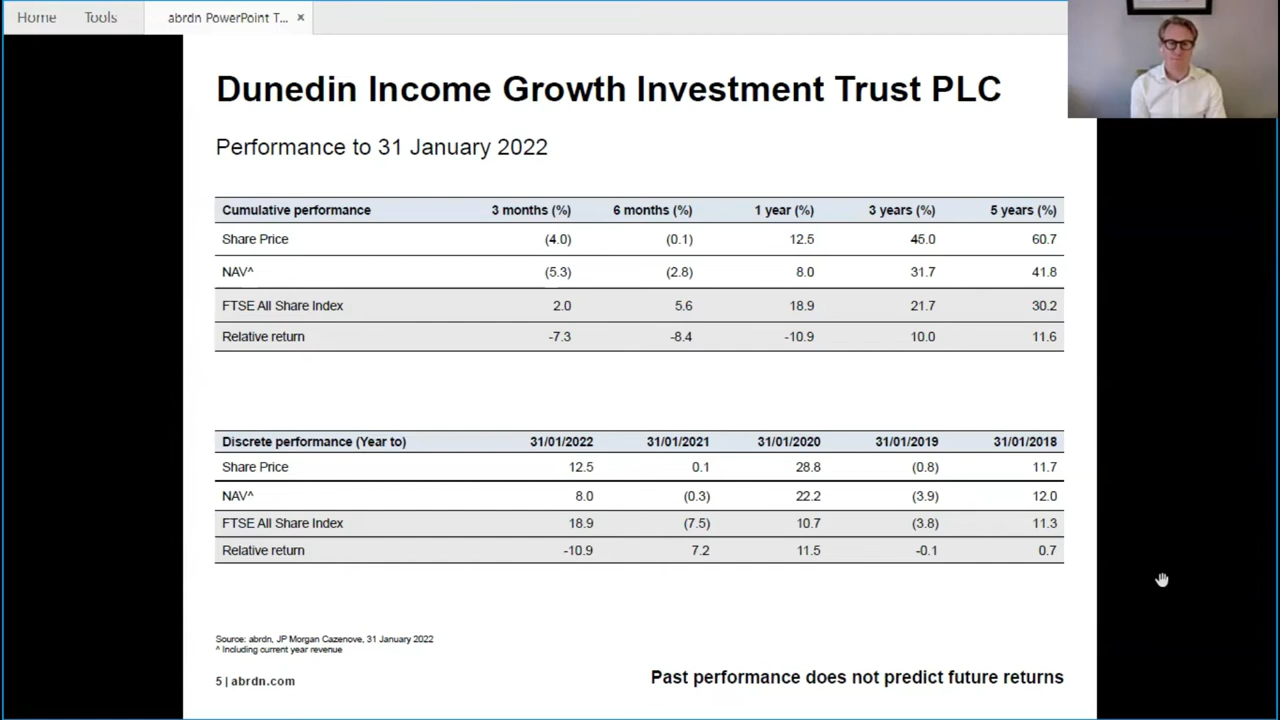 Home Tools abrdn PowerPoint T... ×
Dunedin Income Growth Investment Trust PLC
Performance to 31 January 2022
Cumulative performance 3 months (%) 6 months (%) 1 year (%) 3 years (%) 5 years (%)
Share Price (4.0) (0.1) 12.5 45.0 60.7
NAV^ (5.3) (2.8) 8.0 31.7 41.8
FTSE All Share Index 2.0 5.6 18.9 21.7 30.2
Relative return -7.3 -8.4 -10.9 10.0 11.6
Discrete performance (Year to) 31/01/2022 31/01/2021 31/01/2020 31/01/2019 31/01/2018
Share Price 12.5 0.1 28.8 (0.8) 11.7
NAV^ 8.0 (0.3) 22.2 (3.9) 12.0
FTSE All Share Index 18.9 (7.5) 10.7 (3.8) 11.3
Relative return -10.9 7.2 11.5 -0.1 0.7
Source: abrdn, JP Morgan Cazenove, 31 January 2022
^ Including current year revenue
5 | abrdn.com
Past performance does not predict future returns